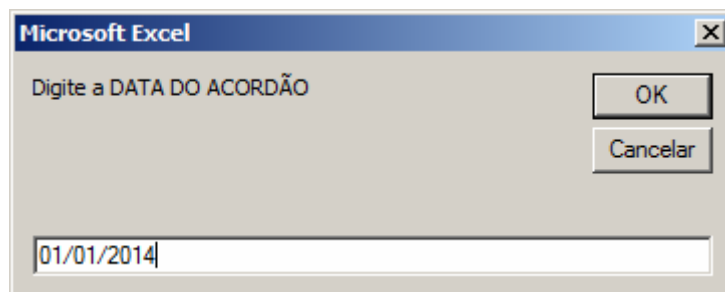 Microsoft Excel
Digite a DATA DO ACORDÃO
OK
Cancelar
01/01/2014